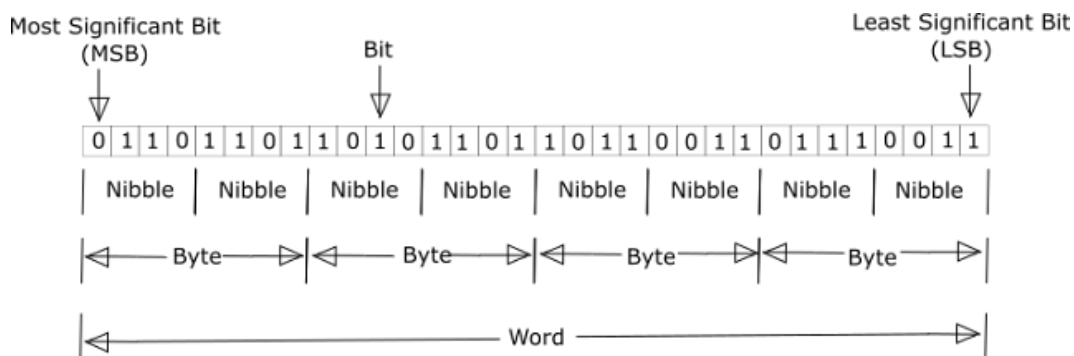 Most Significant Bit
(MSB)
Bit
Least Significant Bit
(LSB)
0 1 1 0 1 1 0 1 1 0 1 0 1 1 0 1 1 0 1 1 0 0 1 1 0 1 1 1 0 0 1 1
Nibble Nibble Nibble Nibble Nibble Nibble Nibble Nibble
Byte Byte Byte Byte
Word